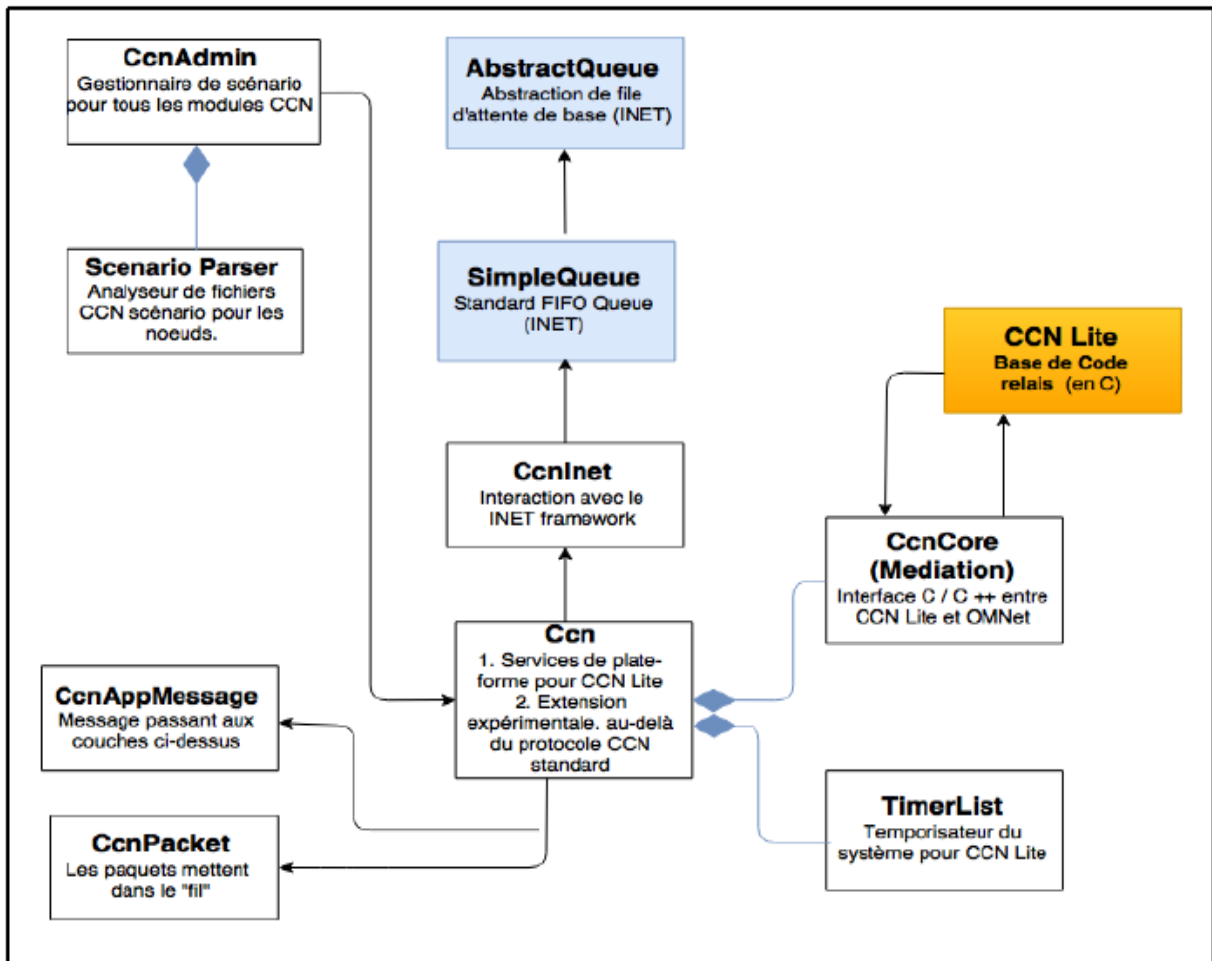 CcnAdmin
Gestionnaire de scénario
pour tous les modules CCN
AbstractQueue
Abstraction de file
d'attente de base (INET)
Scenario Parser
Analyseur de fichiers
CCN scénario pour les
noeuds.
SimpleQueue
Standard FIFO Queue
(INET)
CCN Lite
Base de Code
relais (en C)
CcnInet
Interaction avec le
INET framework
CcnCore
(Mediation)
Interface C / C ++ entre
CCN Lite et OMNet
Ccn
1. Services de plate-
forme pour CCN Lite
2. Extension
expérimentale. au-delà
du protocole CCN
standard
CcnAppMessage
Message passant aux
couches ci-dessus
TimerList
Temporisateur du
système pour CCN Lite
CcnPacket
Les paquets mettent
dans le "fil"